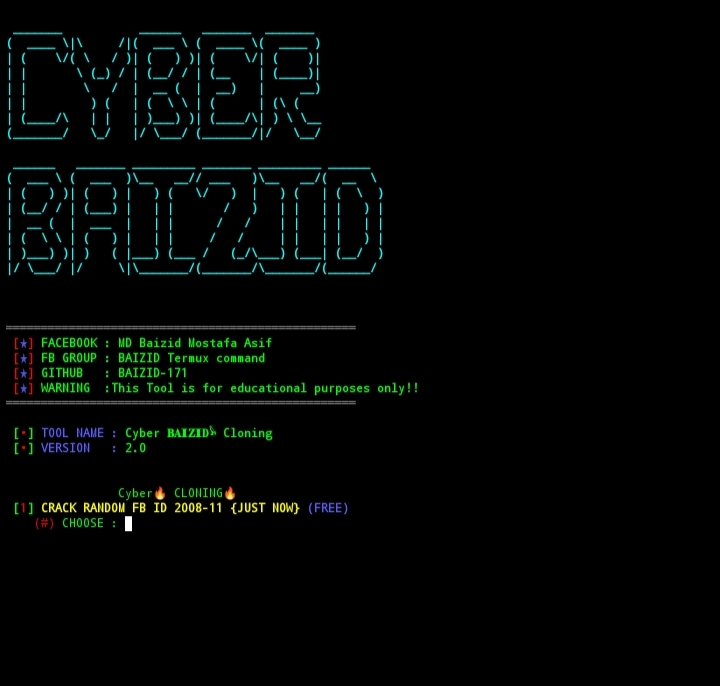 CYBER
BAIZID
[★] FACEBOOK : MD Baizid Mostafa Asif
[★] FB GROUP : BAIZID Termux command
[★] GITHUB : BAIZID-171
[★] WARNING :This Tool is for educational purposes only!!
[•] TOOL NAME : Cyber 𝐁𝐀𝐈𝐙𝐈𝐃 Cloning
[•] VERSION : 2.0
Cyber🔥 CLONING🔥
[1] CRACK RANDOM FB ID 2008-11 {JUST NOW} (FREE)
(#) CHOOSE :